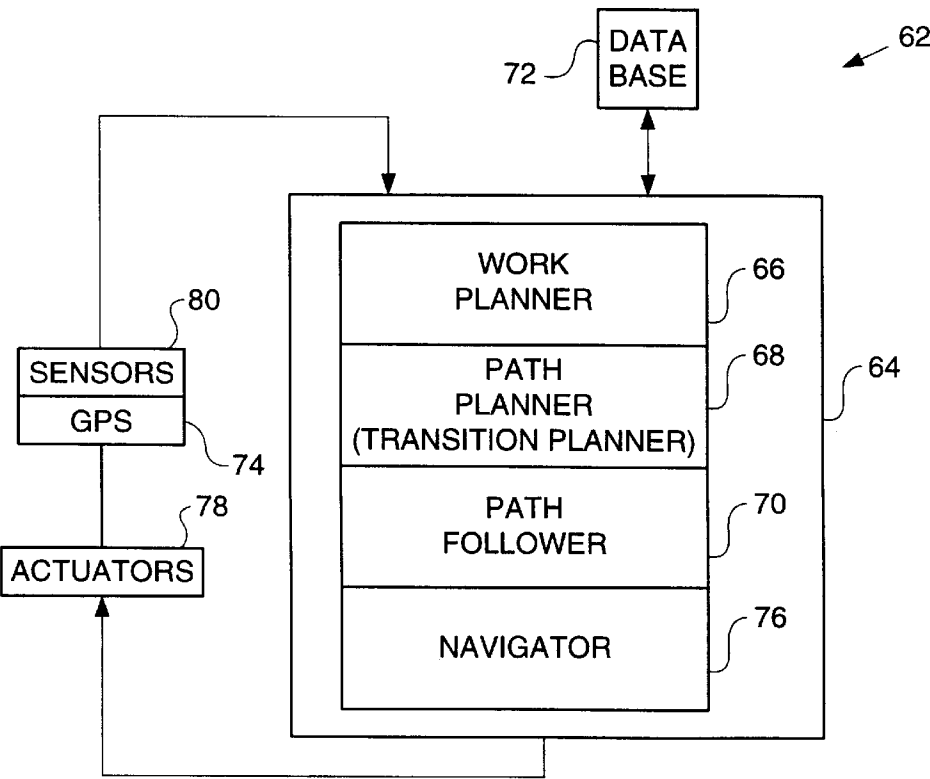 DATA
BASE
72
62
WORK
PLANNER
66
80
SENSORS
GPS
74
PATH
PLANNER
(TRANSITION PLANNER)
68
64
78
ACTUATORS
PATH
FOLLOWER
70
NAVIGATOR
76